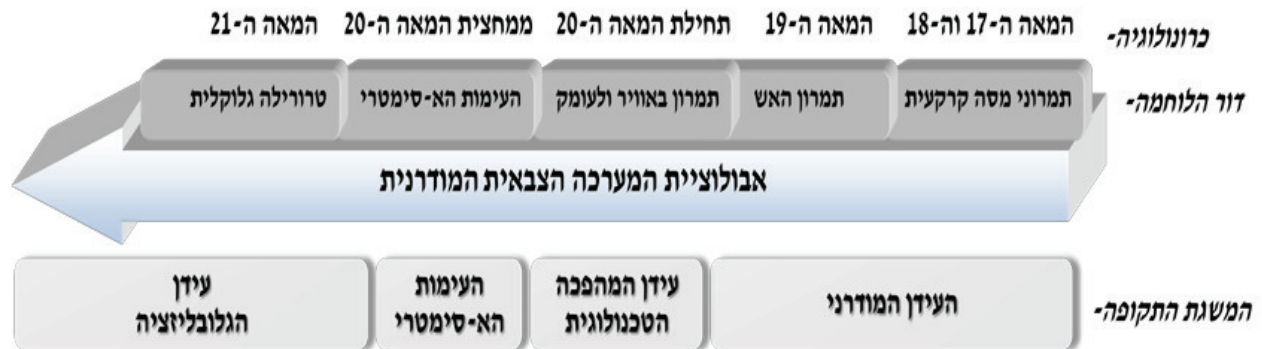 כרונולוגיה- המאה ה-17 וה-18 המאה ה-19 תחילת המאה ה-20 ממחצית המאה ה-20 המאה ה-21
דור הלוחמה- תמרוני מסה קרקעית תמרון האש תמרון באוויר ולעומק העימות הא-סימטרי טרורילה גלוקלית
אבולוציית המערכה הצבאית המודרנית
המשגת התקופה- העידן המודרני
עידן המהפכה
הטכנולוגית
העימות
הא-סימטרי
עידן
הגלובליזציה